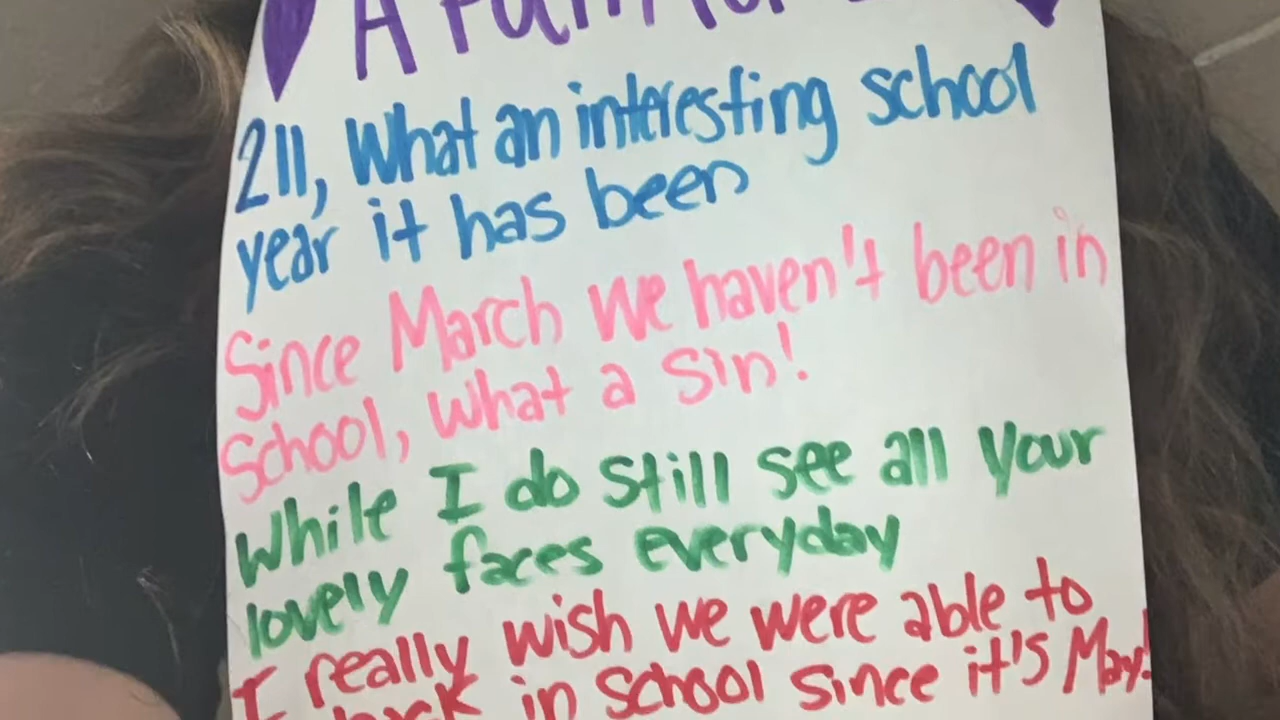 A
211, What an interesting school
year it has been
Since March we haven't been in
School, what a sin!
While I do still see all your
lovely faces everyday
I really wish we were able to
in school since it's May!